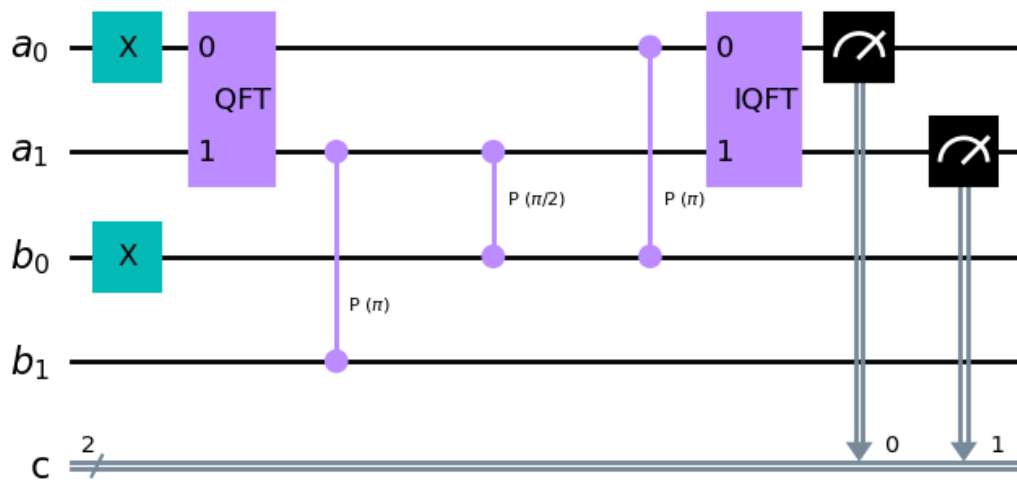 a0 X 0 0
QFT IQFT
a1 1 1
P (π/2) P (π)
b0 X
P (π)
b1
2 0 1
c